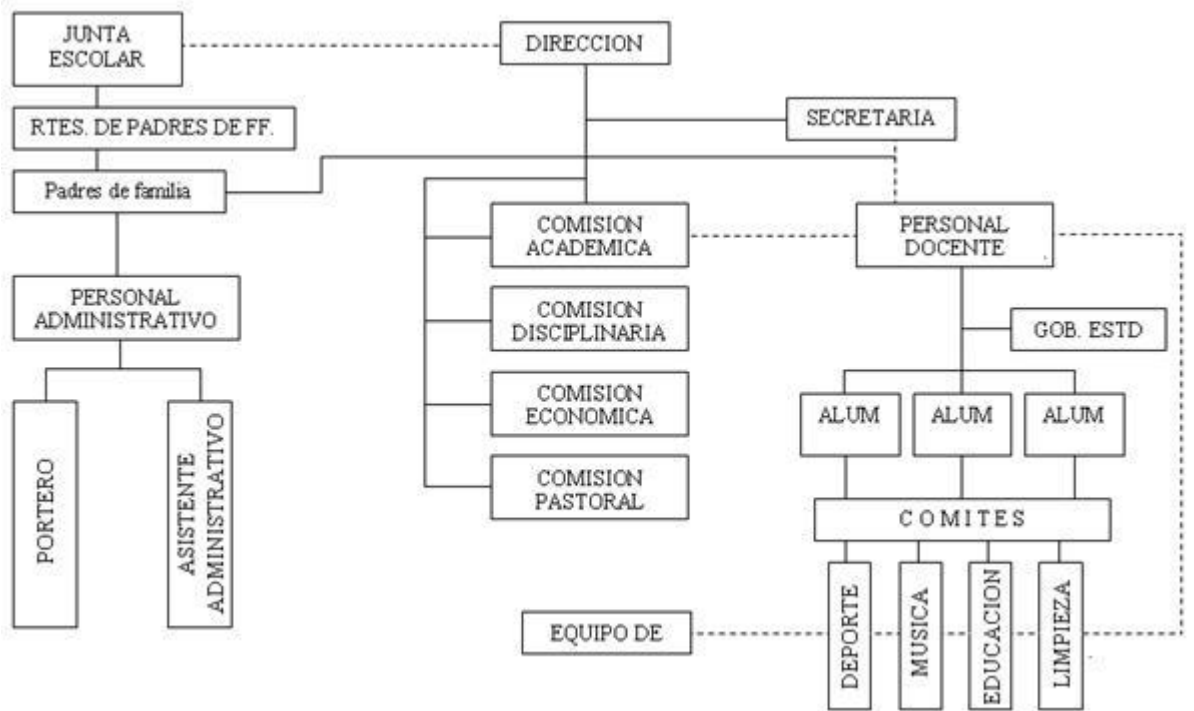 JUNTA
ESCOLAR
DIRECCION
RTES. DE PADRES DE FF.
SECRETARIA
Padres de familia
COMISION
ACADEMICA
PERSONAL
DOCENTE
PERSONAL
ADMINISTRATIVO
COMISION
DISCIPLINARIA
GOB. ESTD
COMISION
ECONOMICA
ALUM
ALUM
ALUM
PORTERO
ASISTENTE
ADMINISTRATIVO
COMISION
PASTORAL
COMITES
EQUIPO DE
DEPORTE
MUSICA
EDUCACION
LIMPIEZA